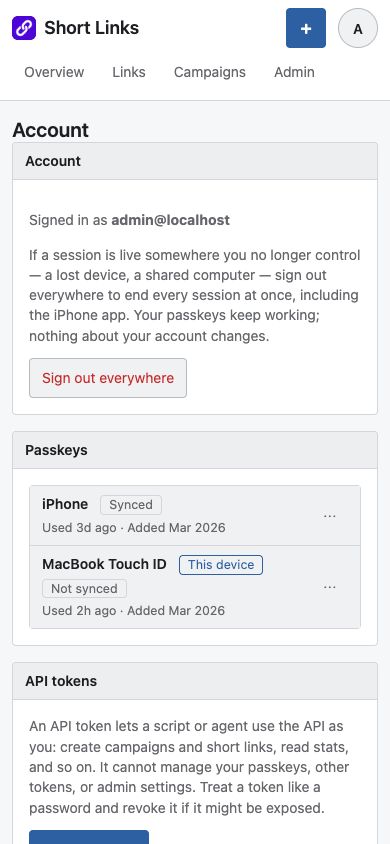 Short Links
+
A
Overview Links Campaigns Admin
Account
Account
Signed in as admin@localhost
If a session is live somewhere you no longer control
— a lost device, a shared computer — sign out
everywhere to end every session at once, including
the iPhone app. Your passkeys keep working;
nothing about your account changes.
Sign out everywhere
Passkeys
iPhone Synced
...
Used 3d ago · Added Mar 2026
MacBook Touch ID This device
Not synced
...
Used 2h ago · Added Mar 2026
API tokens
An API token lets a script or agent use the API as
you: create campaigns and short links, read stats,
and so on. It cannot manage your passkeys, other
tokens, or admin settings. Treat a token like a
password and revoke it if it might be exposed.